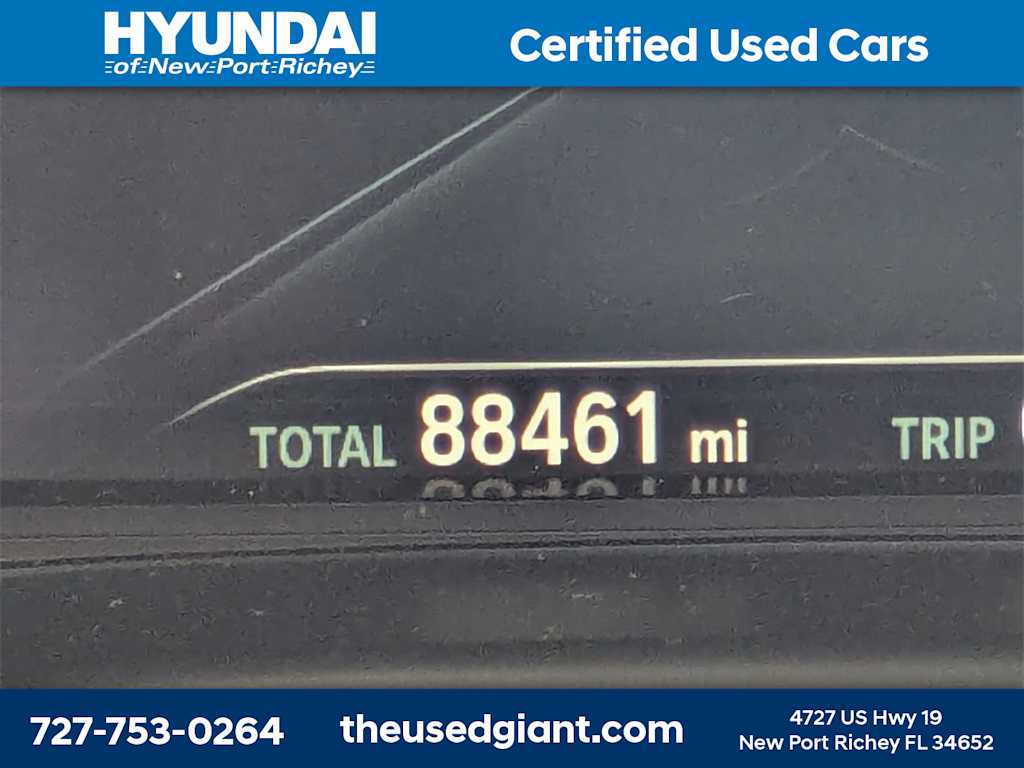 HYUNDAI
of New Port Richey
Certified Used Cars
TOTAL 88461 mi TRIP
727-753-0264
theusedgiant.com
4727 US Hwy 19
New Port Richey FL 34652